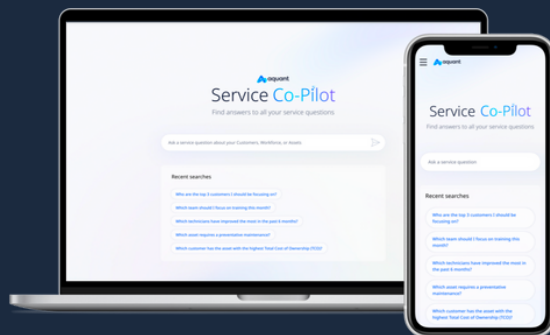 aquant
Service Co-Pilot
Find answers to all your service questions
Ask a service question about your Customers, Workforce, or Assets
Recent searches
Who are the top 3 customers I should be focusing on?
Which team should I focus on training this month?
Which technicians have improved the most in the past 6 months?
Which asset requires a preventative maintenance?
Which customer has the asset with the highest Total Cost of Ownership (TCO)?
aquant
Service Co-Pilot
Find answers to all your service questions
Ask a service question
Recent searches
Who are the top 3 customers I should be
focusing on?
Which team should I focus on training this
month?
Which technicians have improved the most in
the past 6 months?
Which asset requires a preventative
maintenance?
Which customer has the asset with the
highest Total Cost of Ownership (TCO)?